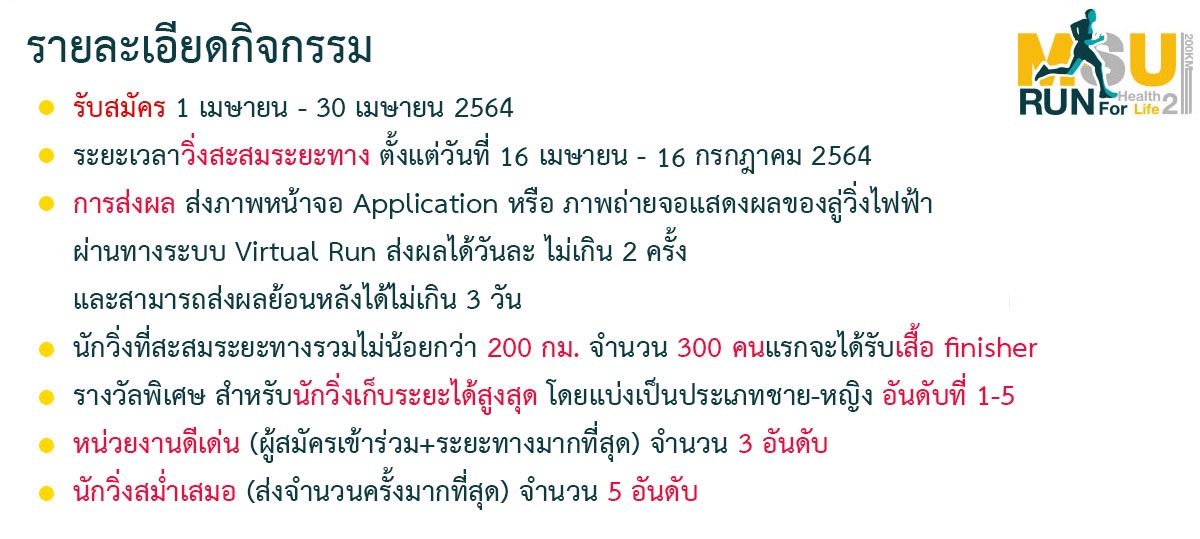 รายละเอียดกิจกรรม
MSU
200KM
RUN For Health Life 2
รับสมัคร 1 เมษายน - 30 เมษายน 2564
ระยะเวลาวิ่งสะสมระยะทาง ตั้งแต่วันที่ 16 เมษายน - 16 กรกฎาคม 2564
การส่งผล ส่งภาพหน้าจอ Application หรือ ภาพถ่ายจอแสดงผลของลู่วิ่งไฟฟ้า
ผ่านทางระบบ Virtual Run ส่งผลได้วันละ ไม่เกิน 2 ครั้ง
และสามารถส่งผลย้อนหลังได้ไม่เกิน 3 วัน
นักวิ่งที่สะสมระยะทางรวมไม่น้อยกว่า 200 กม. จำนวน 300 คนแรกจะได้รับเสื้อ finisher
รางวัลพิเศษ สำหรับนักวิ่งเก็บระยะได้สูงสุด โดยแบ่งเป็นประเภทชาย-หญิง อันดับที่ 1-5
หน่วยงานดีเด่น (ผู้สมัครเข้าร่วม+ระยะทางมากที่สุด) จำนวน 3 อันดับ
นักวิ่งสม่ำเสมอ (ส่งจำนวนครั้งมากที่สุด) จำนวน 5 อันดับ